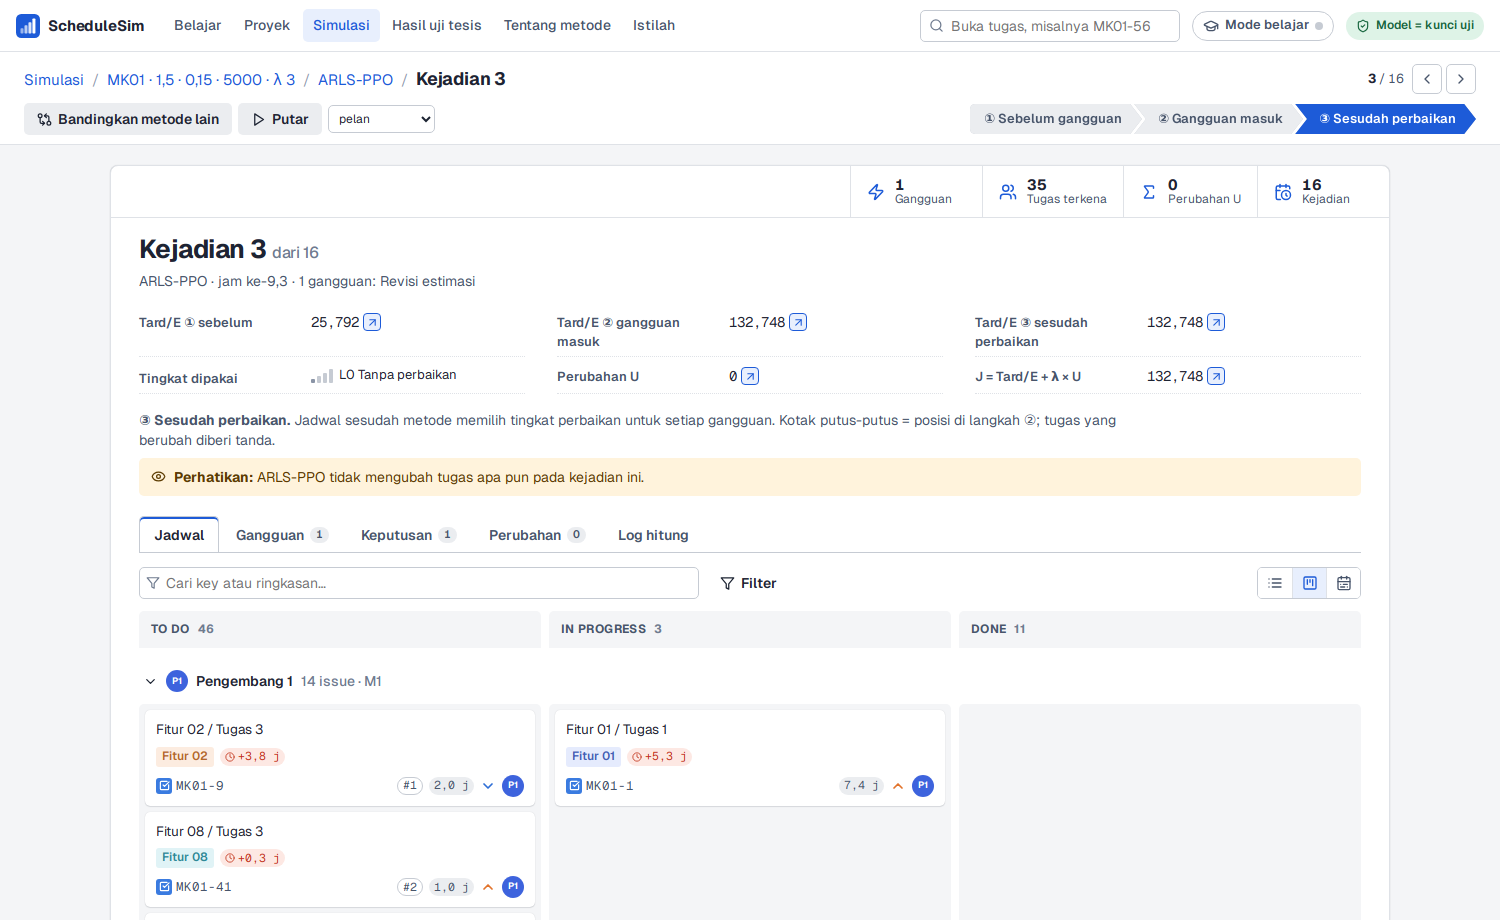 ScheduleSim Belajar Proyek Simulasi Hasil uji tesis Tentang metode Istilah Buka tugas, misalnya MK01-56 Mode belajar Model = kunci uji
Simulasi / MK01 · 1,5 · 0,15 · 5000 · λ 3 / ARLS-PPO / Kejadian 3 3 / 16
Bandingkan metode lain Putar pelan ① Sebelum gangguan ② Gangguan masuk ③ Sesudah perbaikan
1 Gangguan
35 Tugas terkena
0 Perubahan U
16 Kejadian
Kejadian 3 dari 16
ARLS-PPO · jam ke-9,3 · 1 gangguan: Revisi estimasi
Tard/E ① sebelum 25,792
Tard/E ② gangguan masuk 132,748
Tard/E ③ sesudah perbaikan 132,748
Tingkat dipakai L0 Tanpa perbaikan
Perubahan U 0
J = Tard/E + λ × U 132,748
③ Sesudah perbaikan. Jadwal sesudah metode memilih tingkat perbaikan untuk setiap gangguan. Kotak putus-putus = posisi di langkah ②; tugas yang
berubah diberi tanda.
Perhatikan: ARLS-PPO tidak mengubah tugas apa pun pada kejadian ini.
Jadwal Gangguan 1 Keputusan 1 Perubahan 0 Log hitung
Cari key atau ringkasan... Filter
TO DO 46 IN PROGRESS 3 DONE 11
P1 Pengembang 1 14 issue · M1
Fitur 02 / Tugas 3
Fitur 02 +3,8 j
MK01-9 #1 2,0 j P1
Fitur 08 / Tugas 3
Fitur 08 +0,3 j
MK01-41 #2 1,0 j P1
Fitur 01 / Tugas 1
Fitur 01 +5,3 j
MK01-1 7,4 j P1